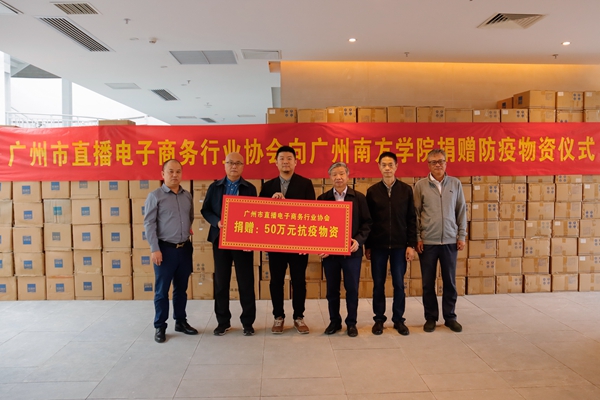 广州市直播电子商务行业协会向广州南方学院捐赠防疫物资仪式
广州市直播电子商务行业协会
捐赠：50万元抗疫物资